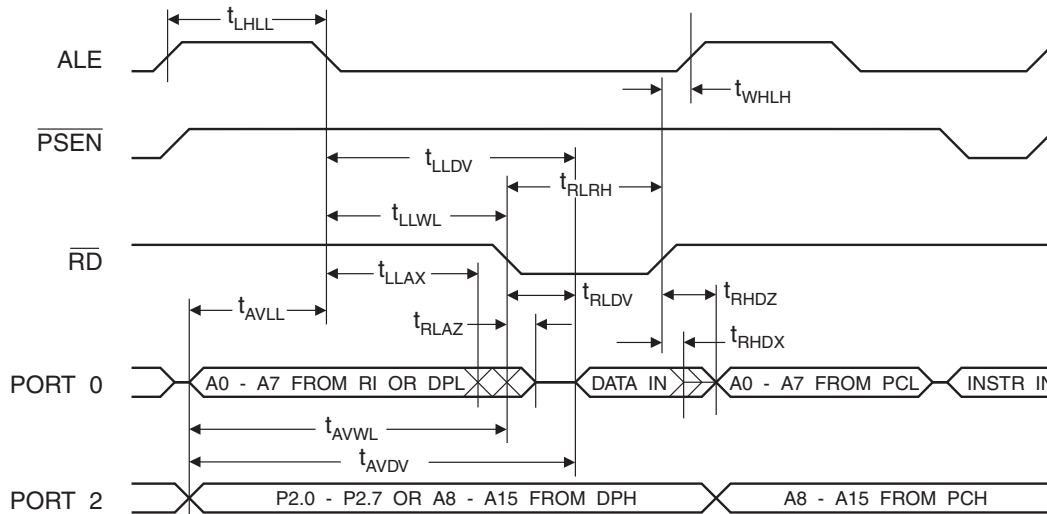 tLHLL
ALE
tWHLH
PSEN
tLLDV
tRLRH
tLLWL
RD
tLLAX
tRLDV
tRHDZ
tAVLL
tRLAZ
tRHDX
PORT 0
A0 - A7 FROM RI OR DPL
DATA IN
A0 - A7 FROM PCL
INSTR IN
tAVWL
tAVDV
PORT 2
P2.0 - P2.7 OR A8 - A15 FROM DPH
A8 - A15 FROM PCH